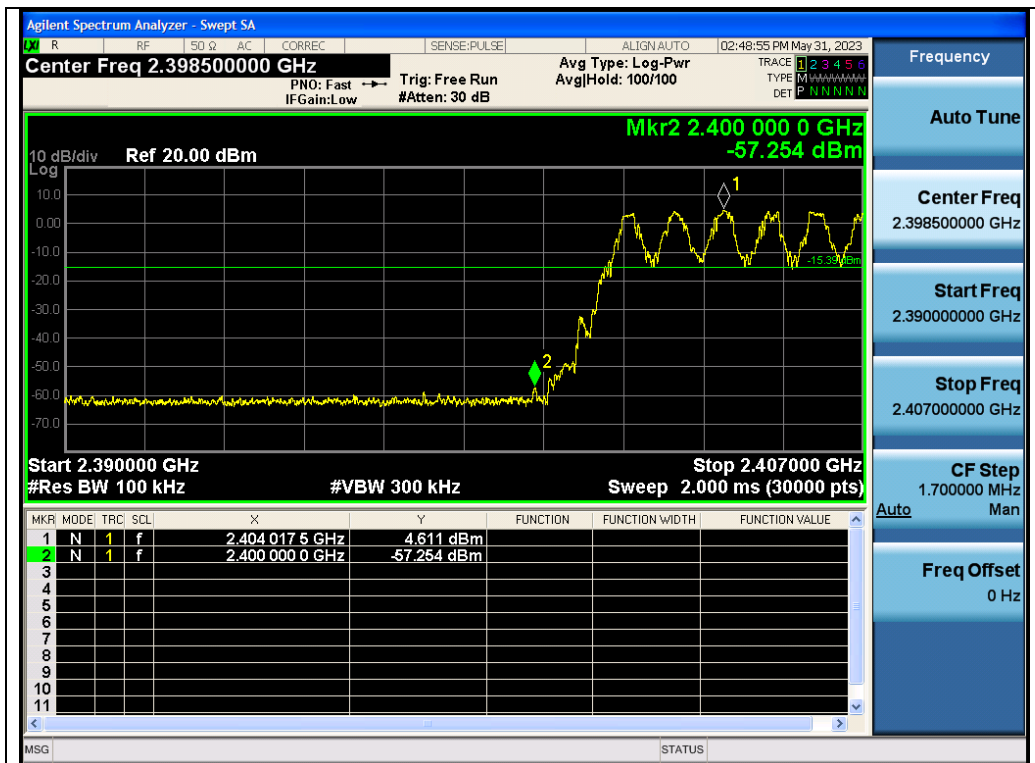 Agilent Spectrum Analyzer - Swept SA
LXI R RF 50 Ω AC CORREC SENSE:PULSE ALIGN AUTO 02:48:55 PM May 31, 2023
Center Freq 2.398500000 GHz
PNO: Fast
IFGain:Low
Trig: Free Run
#Atten: 30 dB
Avg Type: Log-Pwr
Avg|Hold: 100/100
TRACE 1 2 3 4 5 6
TYPE M WWWWW
DET P N N N N N
Mkr2 2.400 000 0 GHz
-57.254 dBm
10 dB/div Ref 20.00 dBm
Log
10.0
0.00
-10.0
-20.0
-30.0
-40.0
-50.0
-60.0
-70.0
1
2
-15.39 dBm
Start 2.390000 GHz Stop 2.407000 GHz
#Res BW 100 kHz #VBW 300 kHz Sweep 2.000 ms (30000 pts)
MKR MODE TRC SCL X Y FUNCTION FUNCTION WIDTH FUNCTION VALUE
1 N 1 f 2.404 017 5 GHz 4.611 dBm
2 N 1 f 2.400 000 0 GHz -57.254 dBm
3
4
5
6
7
8
9
10
11
MSG STATUS
Frequency
Auto Tune
Center Freq
2.398500000 GHz
Start Freq
2.390000000 GHz
Stop Freq
2.407000000 GHz
CF Step
1.700000 MHz
Auto Man
Freq Offset
0 Hz